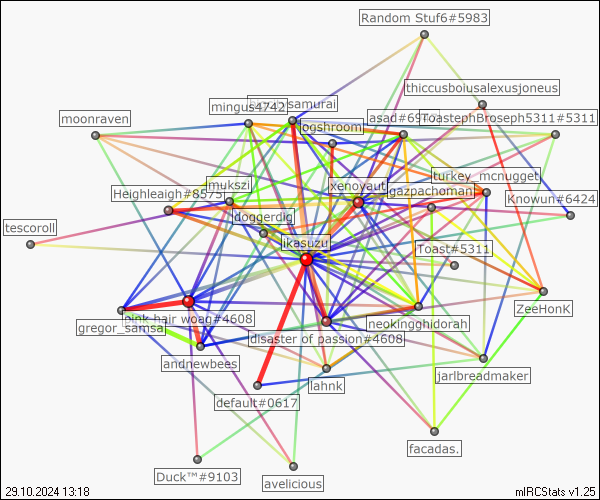 Random Stuf6#5983
thiccusboiusalexusjoneus
mingus4742
samurai
moonraven
logshroom
asad#69
ToastephBroseph5311#5311
turkey_mcnugget
mukszi
xenoyaut
gazpachoman
Heighleaigh#8575
Knowun#6424
doggerdig
tescoroll
ikasuzu
Toast#5311
ZeeHonK
pink hair woad#4608
gregor_samsa
neokingghidorah
disaster of passion#4608
andnewbees
jarlbreadmaker
lahnk
default#0617
facadas.
Duck™#9103
avelicious
29.10.2024 13:18
mIRCStats v1.25